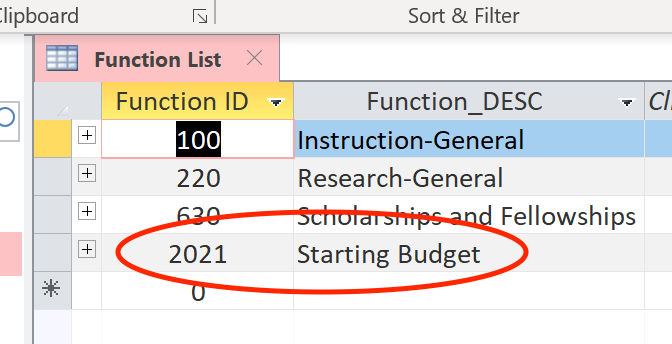 Clipboard
Sort & Filter
Function List
Function ID Function_DESC Cli
100 Instruction-General
220 Research-General
630 Scholarships and Fellowships
2021 Starting Budget
0